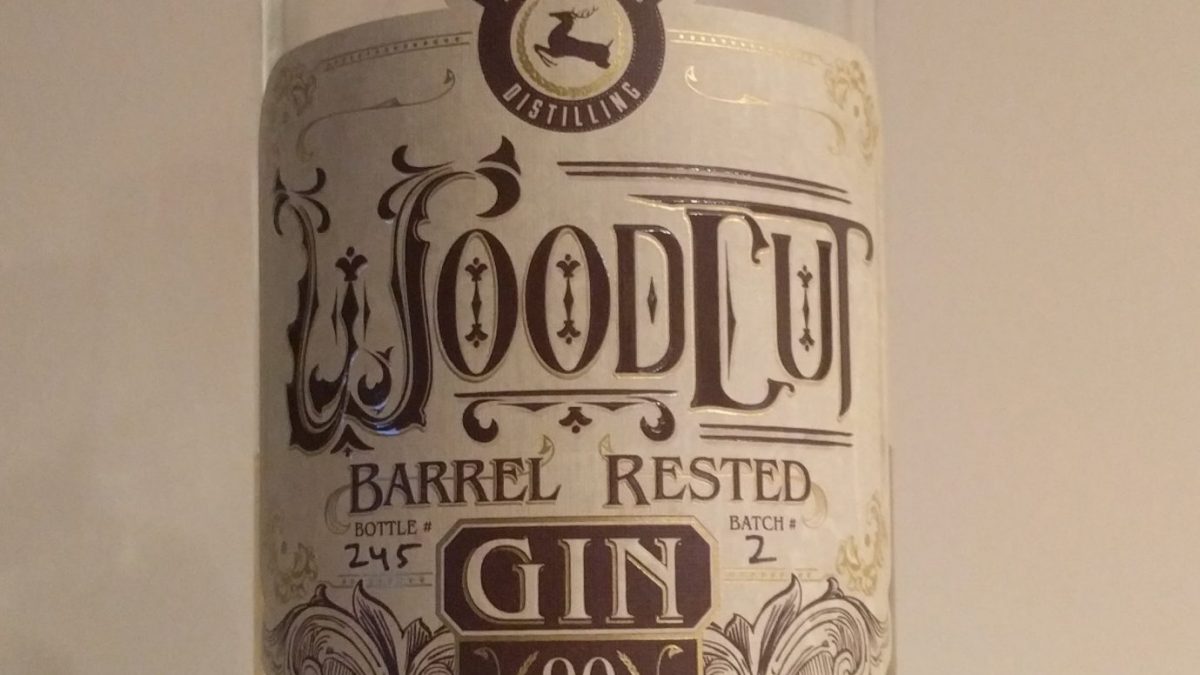 DISTILLING
WOODCUT
BARREL RESTED
BOTTLE # BATCH #
245 2
GIN